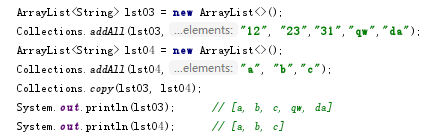 ArrayList<String> lst03 = new ArrayList<>();
Collections.addAll(lst03, ...elements: "12", "23","31","qw","da");
ArrayList<String> lst04 = new ArrayList<>();
Collections.addAll(lst04, ...elements: "a", "b","c");
Collections.copy(lst03, lst04);
System.out.println(lst03); // [a, b, c, qw, da]
System.out.println(lst04); // [a, b, c]